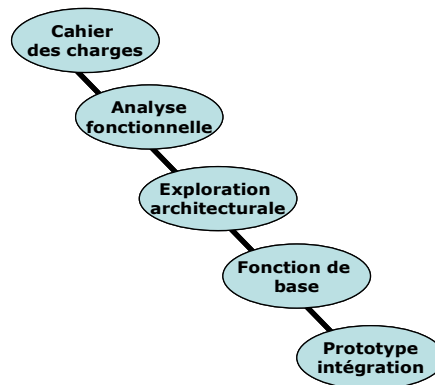 Cahier
des charges
Analyse
fonctionnelle
Exploration
architecturale
Fonction de
base
Prototype
intégration